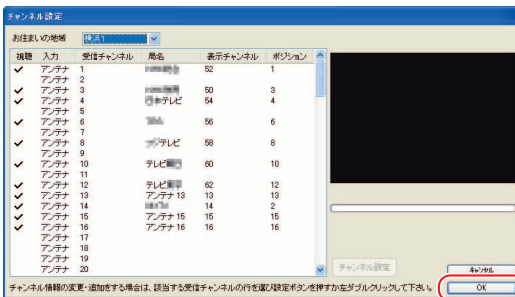 チャンネル設定
お住まいの地域
視聴 入力 受信チャンネル 局名 表示チャンネル ポジション
✓ アンテナ 1 52 1
アンテナ 2
✓ アンテナ 3 50 3
✓ アンテナ 4 テレビ 54 4
アンテナ 5
✓ アンテナ 6 56 6
アンテナ 7
✓ アンテナ 8 テレビ 58 8
アンテナ 9
✓ アンテナ 10 テレビ 60 10
アンテナ 11
✓ アンテナ 12 テレビ 62 12
✓ アンテナ 13 アンテナ 13 13 13
✓ アンテナ 14 14 2
✓ アンテナ 15 アンテナ 15 15 15
✓ アンテナ 16 アンテナ 16 16 16
アンテナ 17
アンテナ 18
アンテナ 19
アンテナ 20
チャンネル設定
キャンセル
チャンネル情報の変更・追加をする場合は、該当する受信チャンネルの行を選び設定ボタンを押すか左ダブルクリックして下さい。
OK